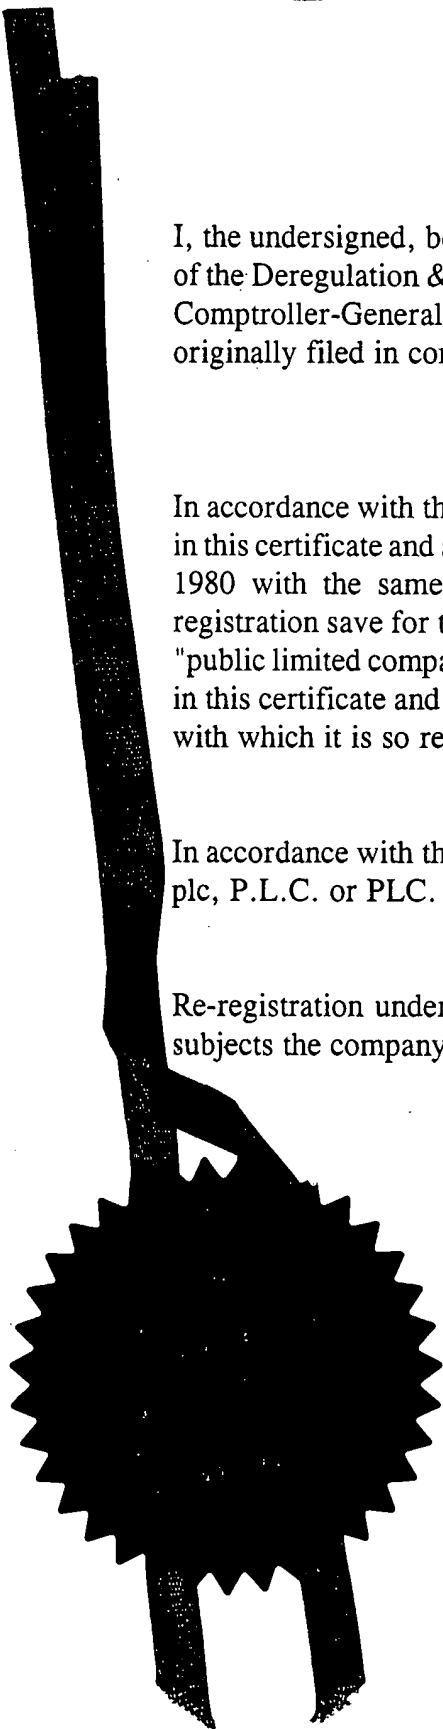 I, the undersigned, b
of the Deregulation &
Comptroller-General
originally filed in co
In accordance with th
in this certificate and
1980 with the same
registration save for t
"public limited compa
in this certificate and
with which it is so re
In accordance with th
plc, P.L.C. or PLC.
Re-registration under
subjects the company